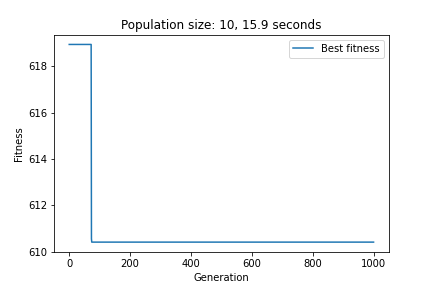 Population size: 10, 15.9 seconds
Best fitness
618
616
614
612
610
Fitness
0
200
400
600
800
1000
Generation